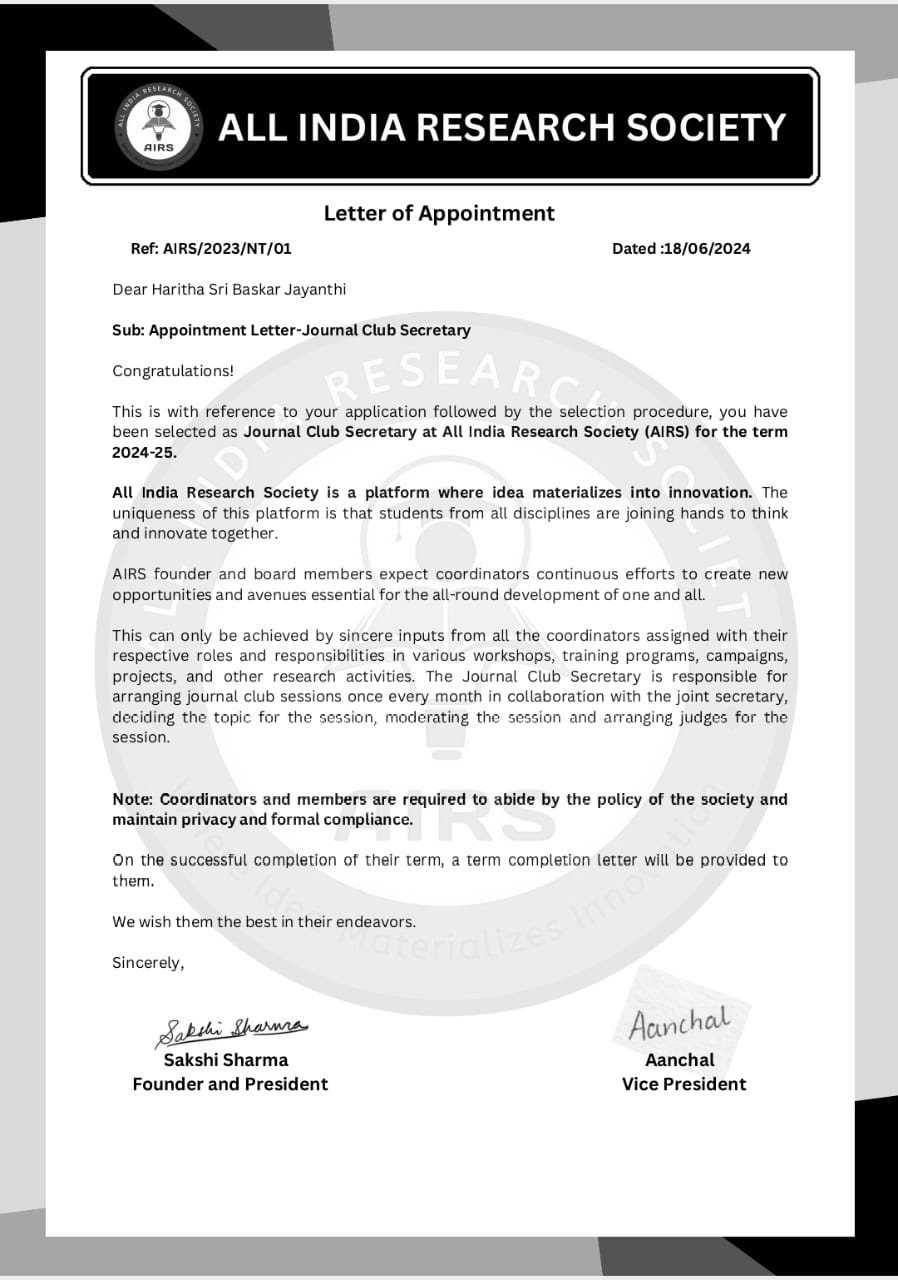 ALL INDIA RESEARCH SOCIETY
AIRS
ALL INDIA RESEARCH SOCIETY
Letter of Appointment
Ref: AIRS/2023/NT/01 Dated :18/06/2024
Dear Haritha Sri Baskar Jayanthi
Sub: Appointment Letter-Journal Club Secretary
Congratulations!
This is with reference to your application followed by the selection procedure, you have
been selected as Journal Club Secretary at All India Research Society (AIRS) for the term
2024-25.
All India Research Society is a platform where idea materializes into innovation. The
uniqueness of this platform is that students from all disciplines are joining hands to think
and innovate together.
AIRS founder and board members expect coordinators continuous efforts to create new
opportunities and avenues essential for the all-round development of one and all.
This can only be achieved by sincere inputs from all the coordinators assigned with their
respective roles and responsibilities in various workshops, training programs, campaigns,
projects, and other research activities. The Journal Club Secretary is responsible for
arranging journal club sessions once every month in collaboration with the joint secretary,
deciding the topic for the session, moderating the session and arranging judges for the
session.
Note: Coordinators and members are required to abide by the policy of the society and
maintain privacy and formal compliance.
On the successful completion of their term, a term completion letter will be provided to
them.
We wish them the best in their endeavors.
Sincerely,
ALL INDIA RESEARCH SOCIETY
AIRS
Where Idea Materializes Innovation
Sakshi Sharma Aanchal
Sakshi Sharma Aanchal
Founder and President Vice President